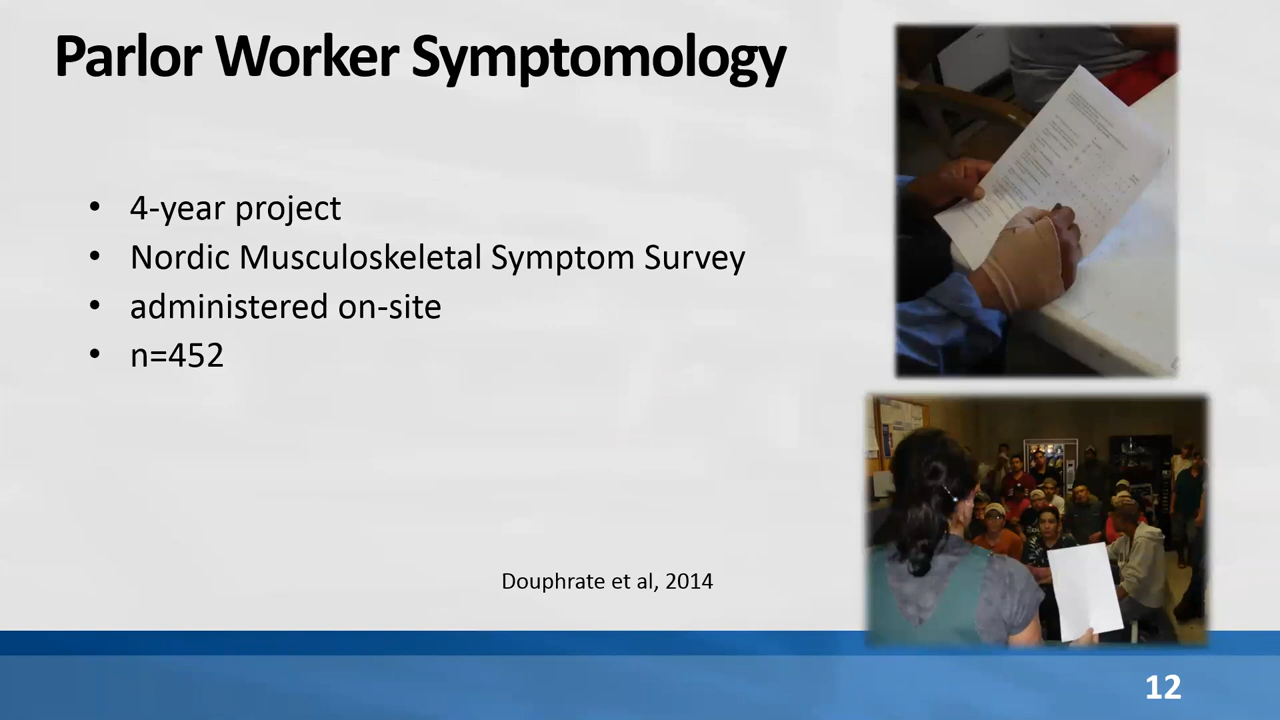 Parlor Worker Symptomology
• 4-year project
• Nordic Musculoskeletal Symptom Survey
• administered on-site
• n=452
Douphrate et al, 2014
12